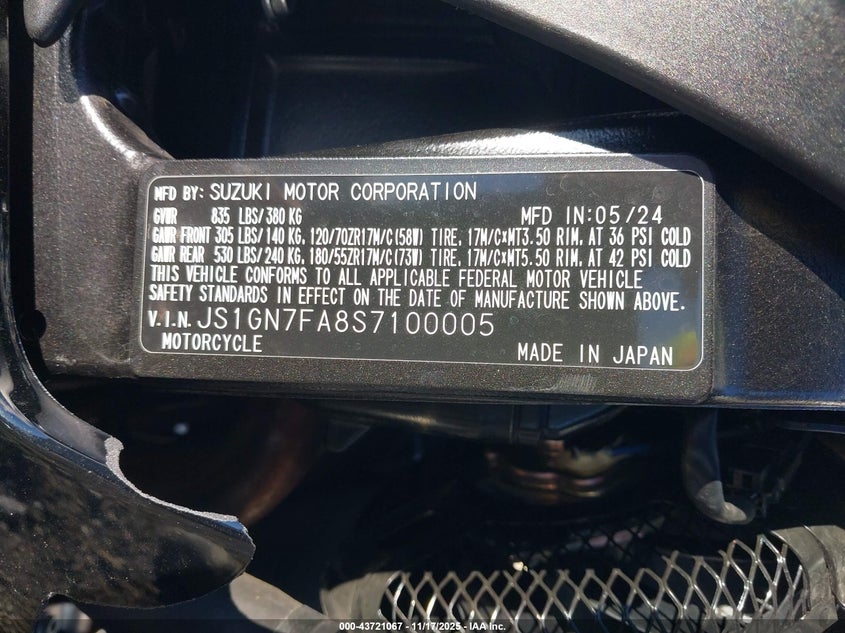 MFD BY: SUZUKI MOTOR CORPORATION
GVWR 835 LBS/380 KG MFD IN:05/24
GAWR FRONT 305 LBS/140 KG, 120/70ZR17M/C(58W) TIRE, 17M/C×MT3.50 RIM, AT 36 PSI COLD
GAWR REAR 530 LBS/240 KG, 180/55ZR17M/C(73W) TIRE, 17M/C×MT5.50 RIM, AT 42 PSI COLD
THIS VEHICLE CONFORMS TO ALL APPLICABLE FEDERAL MOTOR VEHICLE
SAFETY STANDARDS IN EFFECT ON THE DATE OF MANUFACTURE SHOWN ABOVE.
V.I.N. JS1GN7FA8S7100005
MOTORCYCLE MADE IN JAPAN
000-43721067 - 11/17/2025 - © IAA Inc.